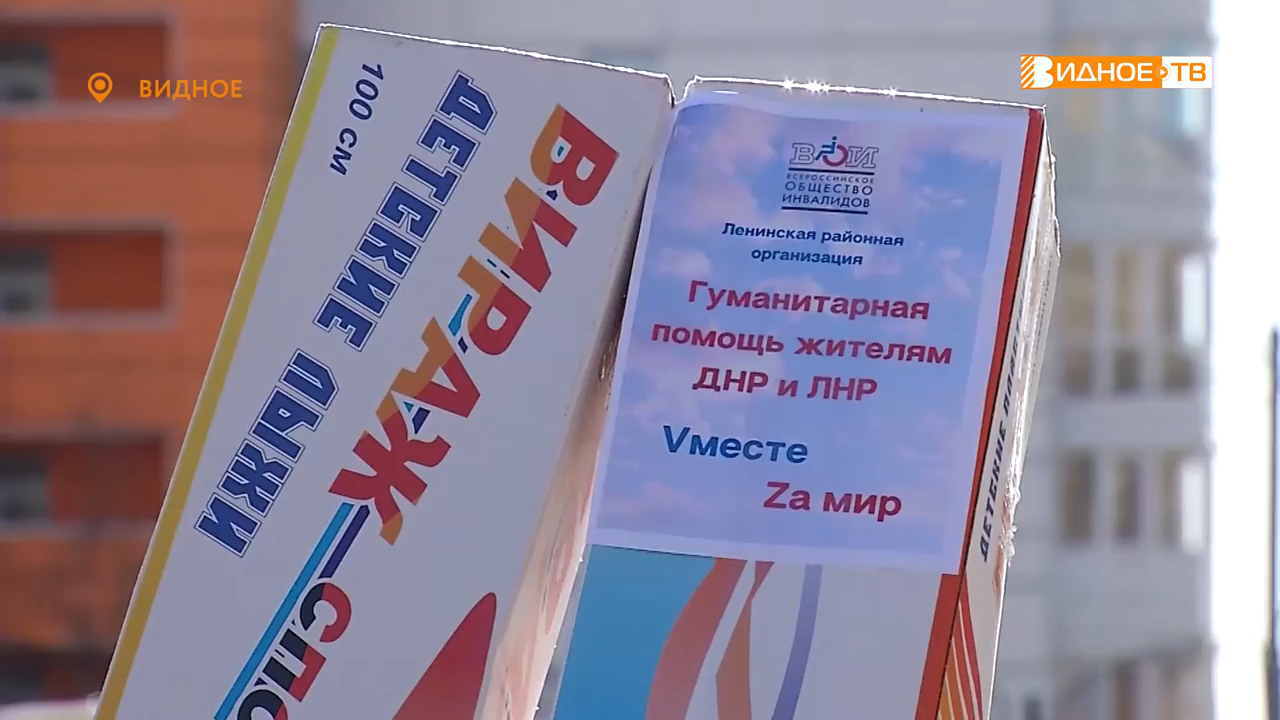 ВИДНОЕ
ВИДНОЕ ТВ
100 СМ
ДЕТСКИЕ ЛЫЖИ
ВИРАЖ
ВОИ
ВСЕРОССИЙСКОЕ
ОБЩЕСТВО
ИНВАЛИДОВ
Ленинская районная
организация
Гуманитарная
помощь жителям
ДНР и ЛНР
Vместе
Zа мир
ДЕТСКИЕ